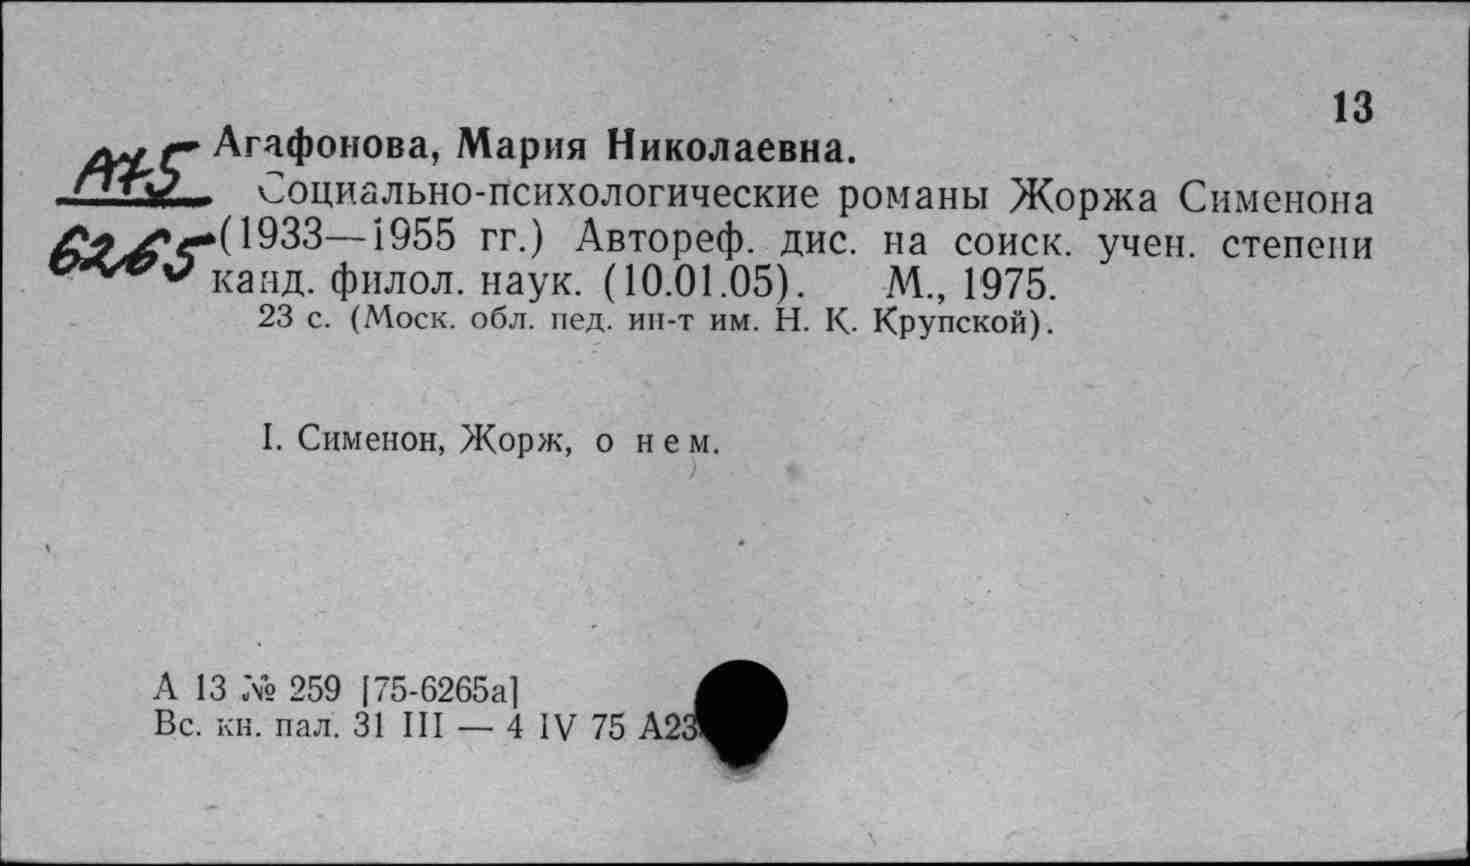 13
Агафонова, Мария Николаевна.
Социально-психологические романы Жоржа Сименона
(1933—1955 гг.) Автореф. дис. на соиск. учен. степени
канд. филол. наук. (10.01.05). М., 1975.
23 с. (Моск. обл. пед. ин-т им. Н. К. Крупской).
6265
I. Сименон, Жорж, о нем.
А 13 № 259 [75-6265а]
Вс. кн. пал. 31 III — 4 IV 75 А23